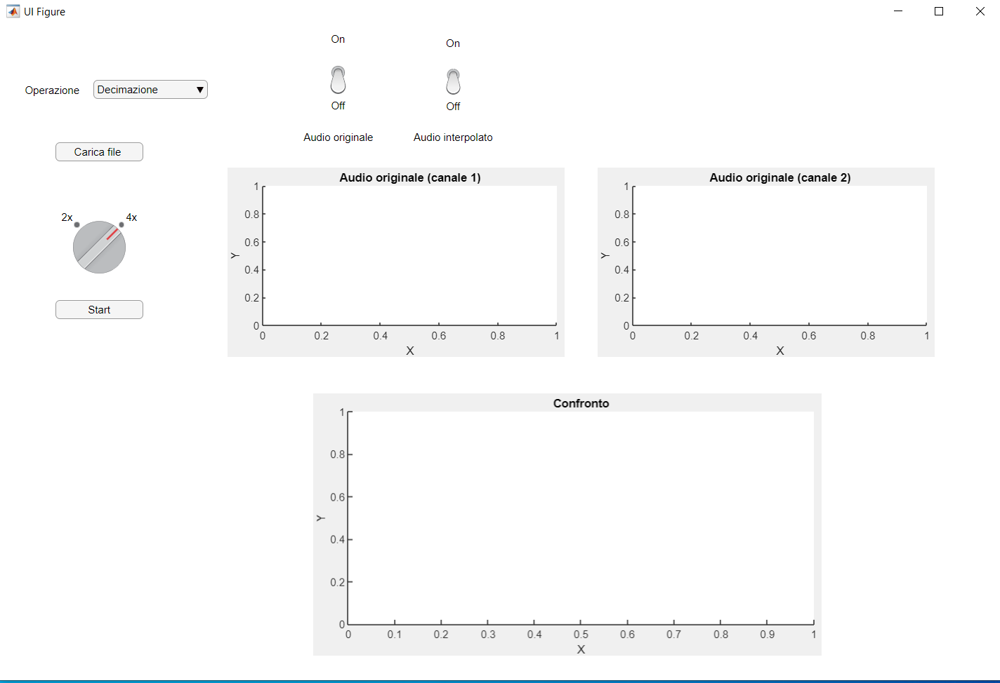 UI Figure
On
On
Operazione
Decimazione
Off
Off
Audio originale
Audio interpolato
Carica file
2x
4x
Start
Audio originale (canale 1)
1
0.8
0.6
0.4
0.2
0
Y
0 0.2 0.4 0.6 0.8 1
X
Audio originale (canale 2)
1
0.8
0.6
0.4
0.2
0
Y
0 0.2 0.4 0.6 0.8 1
X
Confronto
1
0.8
0.6
0.4
0.2
0
Y
0 0.1 0.2 0.3 0.4 0.5 0.6 0.7 0.8 0.9 1
X